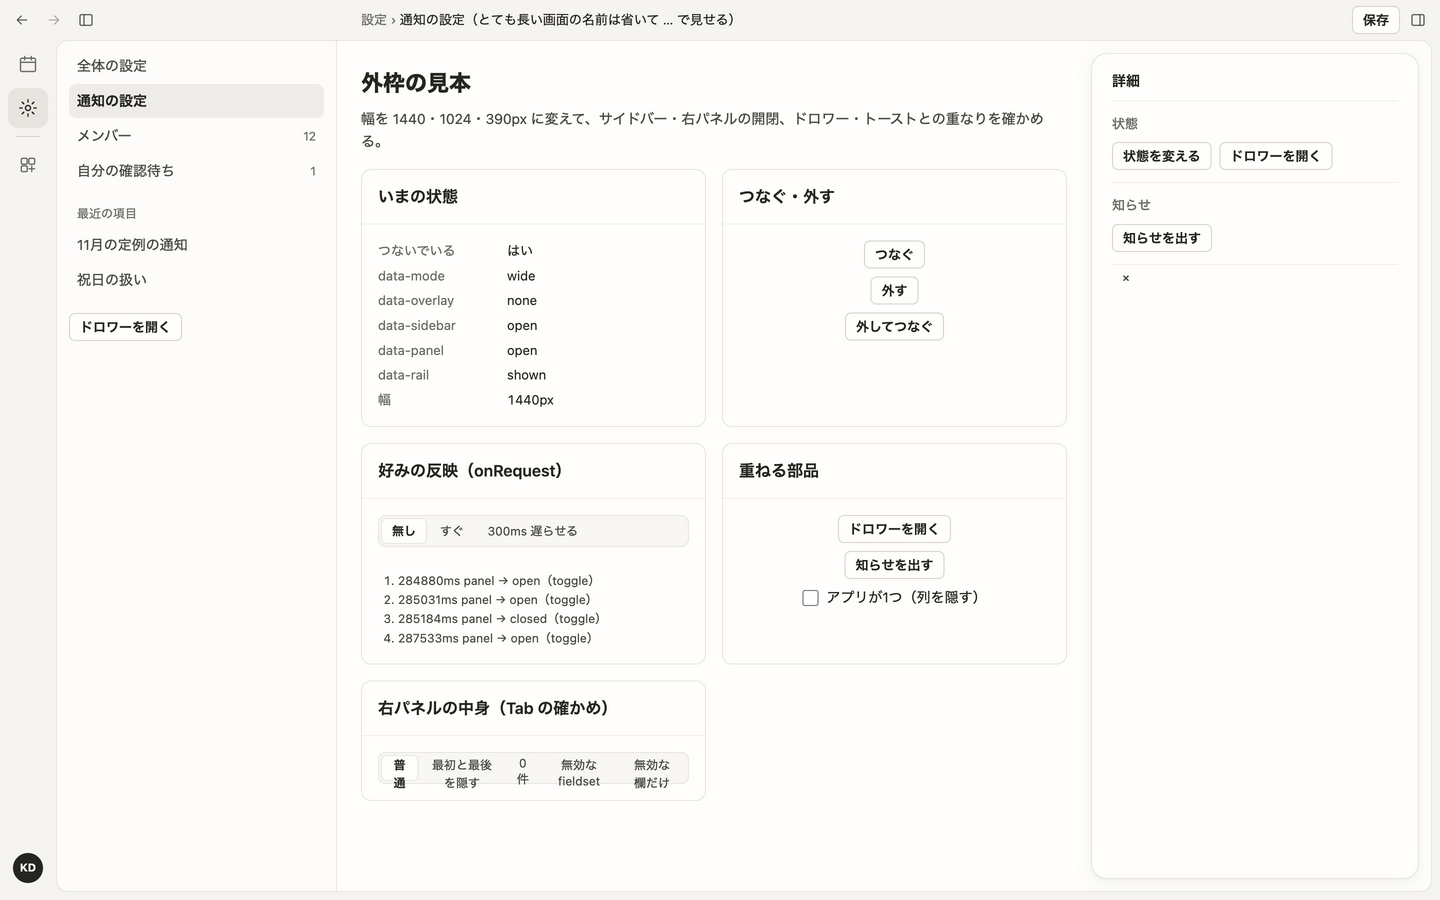 設定 › 通知の設定（とても長い画面の名前は省いて ... で見せる）
保存
全体の設定
通知の設定
メンバー 12
自分の確認待ち 1
最近の項目
11月の定例の通知
祝日の扱い
ドロワーを開く
KD
外枠の見本
幅を 1440・1024・390px に変えて、サイドバー・右パネルの開閉、ドロワー・トーストとの重なりを確かめ
る。
いまの状態
つないでいる はい
data-mode wide
data-overlay none
data-sidebar open
data-panel open
data-rail shown
幅 1440px
つなぐ・外す
つなぐ
外す
外してつなぐ
好みの反映（onRequest）
無し すぐ 300ms 遅らせる
1. 284880ms panel → open（toggle）
2. 285031ms panel → open（toggle）
3. 285184ms panel → closed（toggle）
4. 287533ms panel → open（toggle）
重ねる部品
ドロワーを開く
知らせを出す
アプリが1つ（列を隠す）
右パネルの中身（Tab の確かめ）
普 最初と最後 0 無効な 無効な
通 を隠す 件 fieldset 欄だけ
詳細
状態
状態を変える ドロワーを開く
知らせ
知らせを出す
×